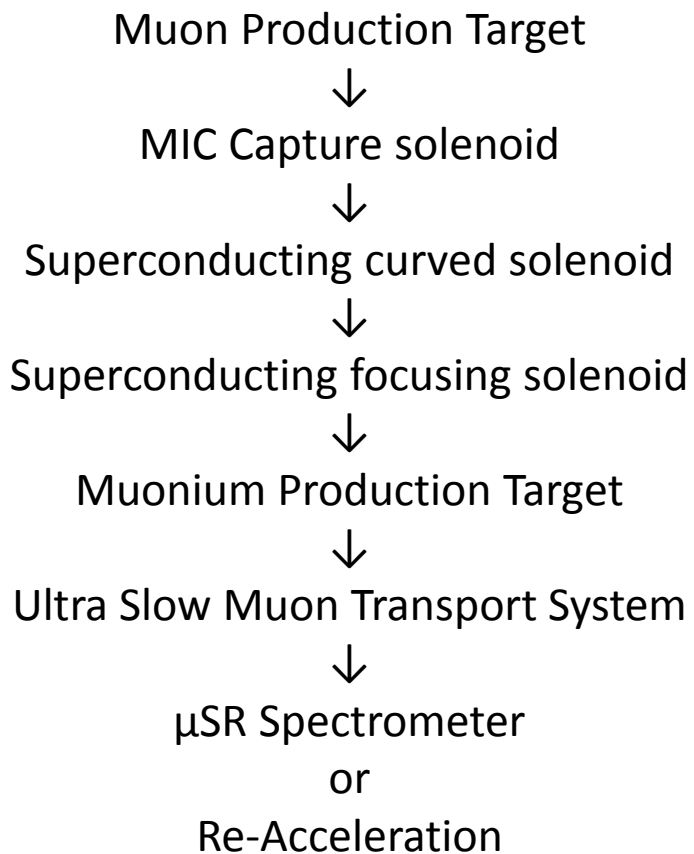 Muon Production Target
↓
MIC Capture solenoid
↓
Superconducting curved solenoid
↓
Superconducting focusing solenoid
↓
Muonium Production Target
↓
Ultra Slow Muon Transport System
↓
μSR Spectrometer
or
Re-Acceleration